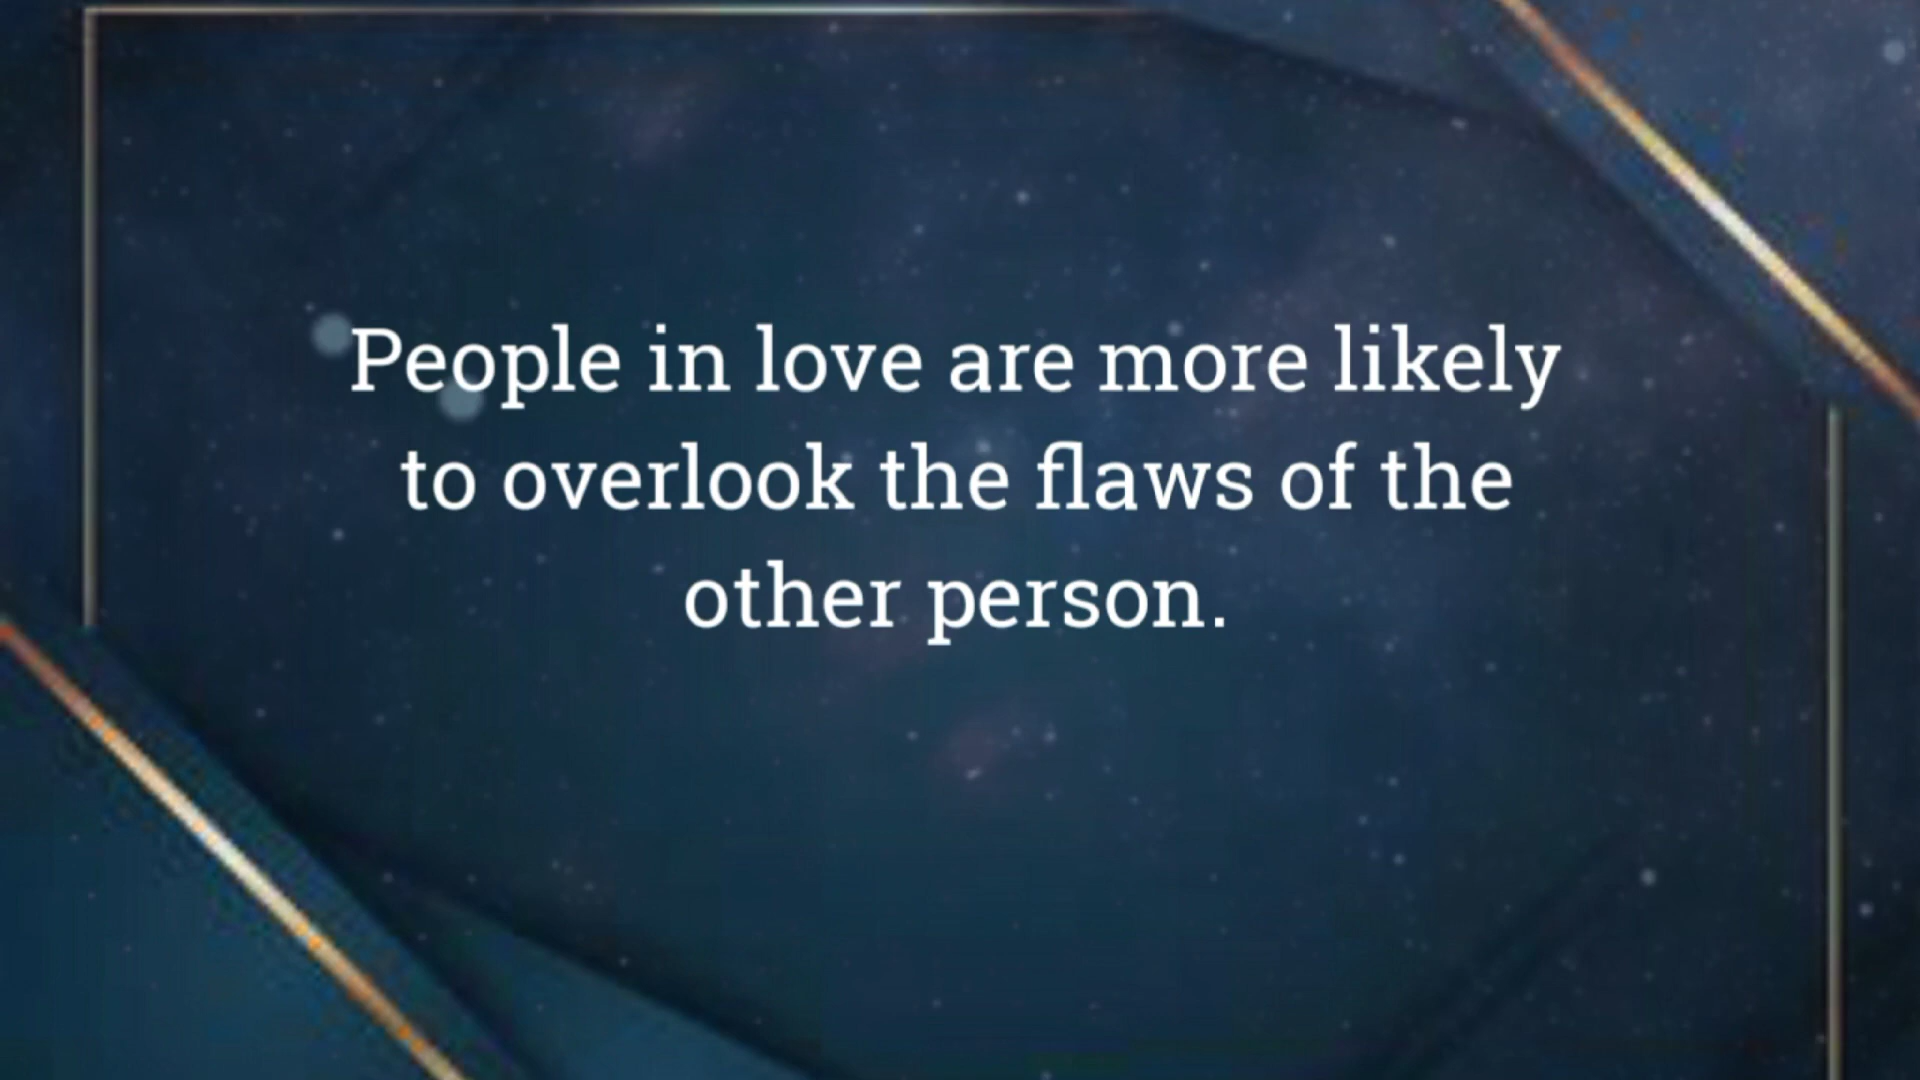 People in love are more likely
to overlook the flaws of the
other person.